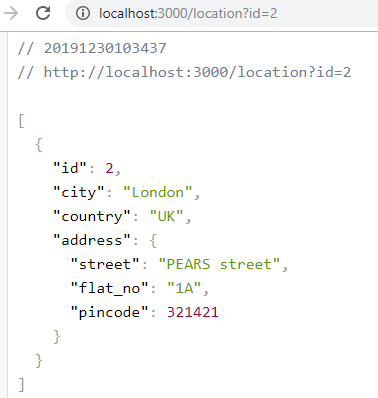 localhost:3000/location?id=2
// 20191230103437
// http://localhost:3000/location?id=2
[
  {
    "id": 2,
    "city": "London",
    "country": "UK",
    "address": {
      "street": "PEARS street",
      "flat_no": "1A",
      "pincode": 321421
    }
  }
]